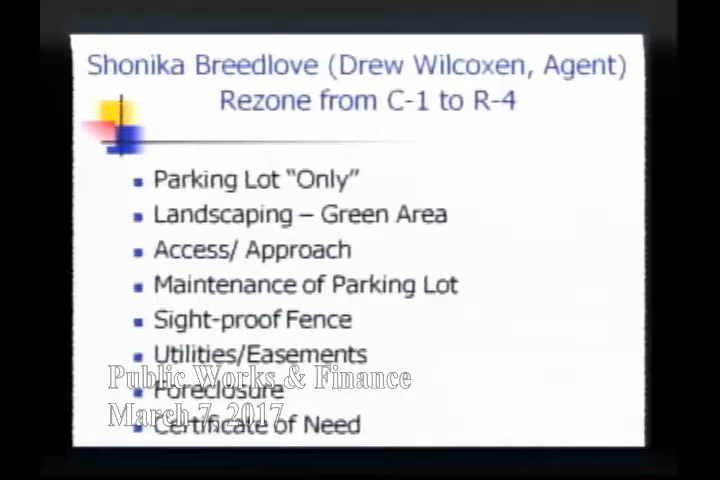 Shonika Breedlove (Drew Wilcoxen, Agent)
Rezone from C-1 to R-4
Parking Lot “Only”
Landscaping – Green Area
Access/ Approach
Maintenance of Parking Lot
Sight-proof Fence
Utilities/Easements
Public Works & Finance
Foreclosure
March 7, 2017
Certificate of Need